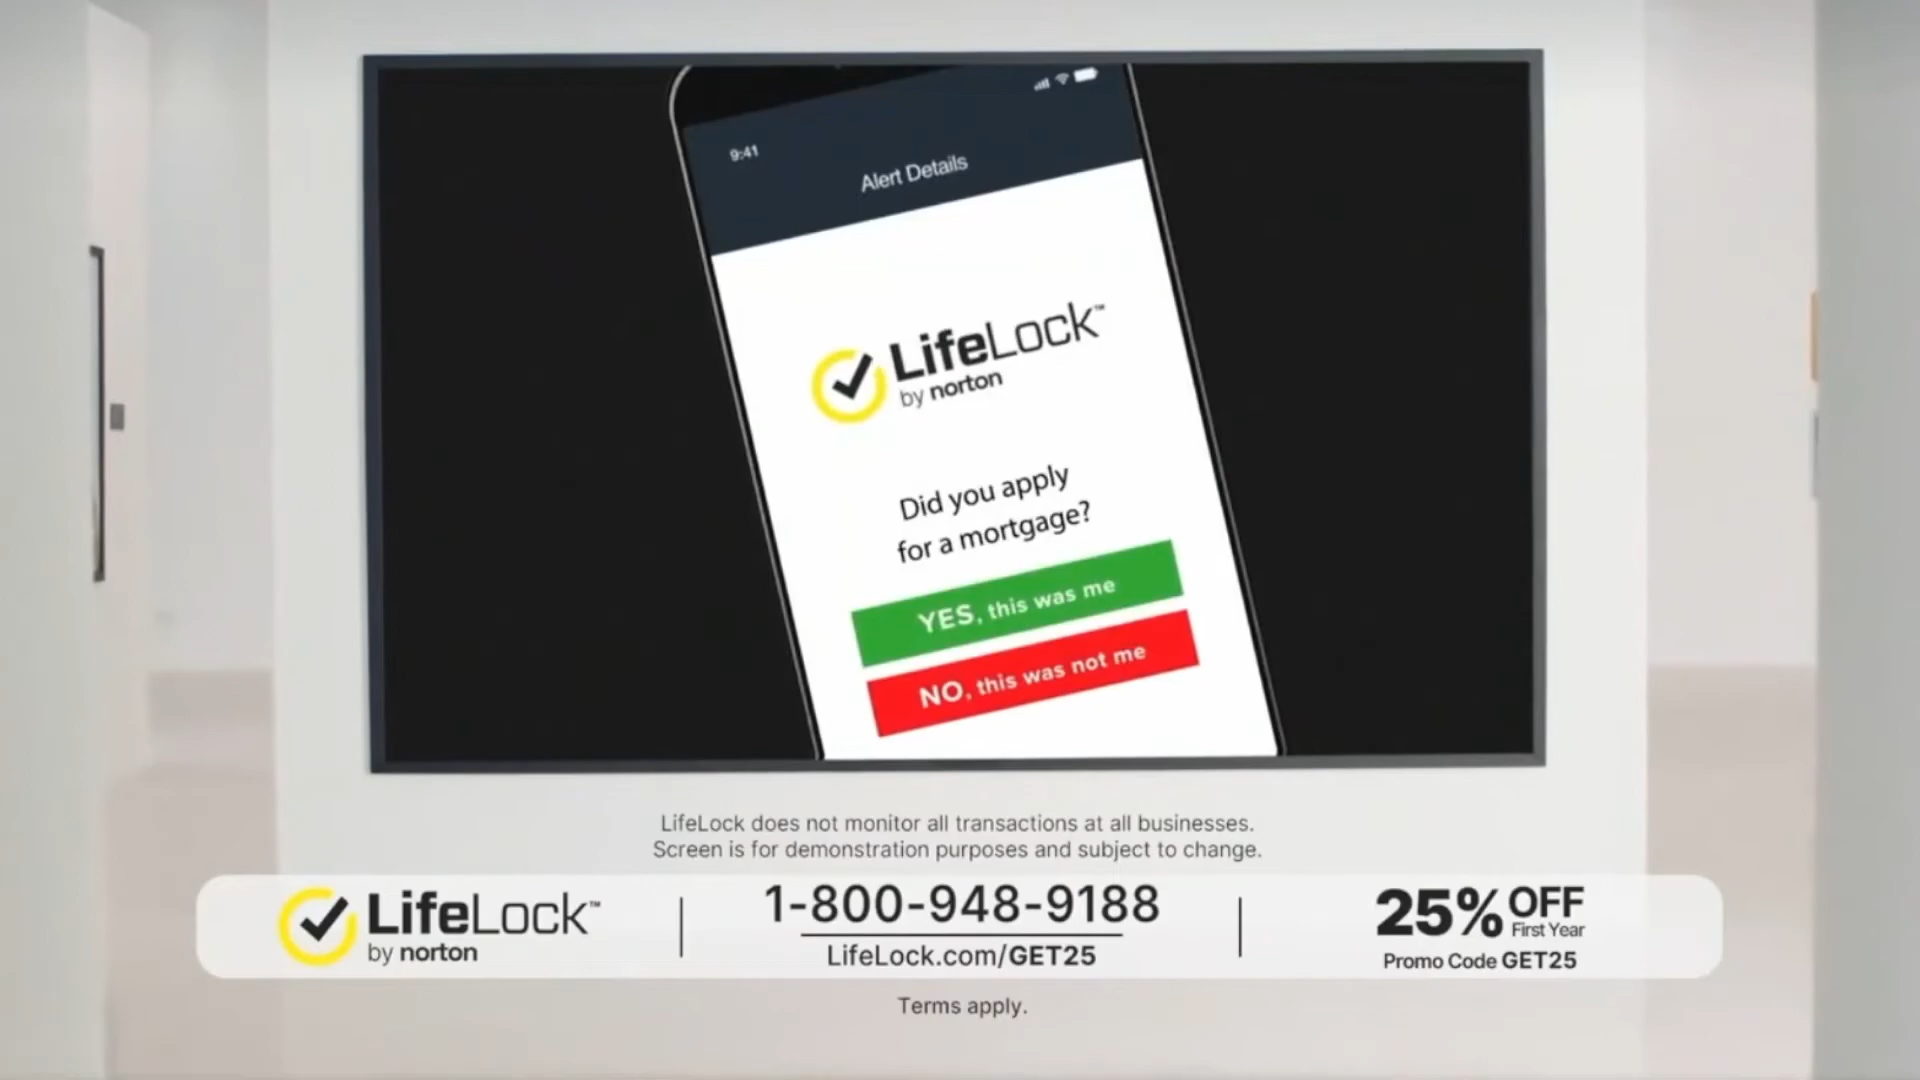 9:41
Alert Details
LifeLock™
by norton
Did you apply
for a mortgage?
YES, this was me
NO, this was not me
LifeLock does not monitor all transactions at all businesses.
Screen is for demonstration purposes and subject to change.
LifeLock™
by norton
1-800-948-9188
LifeLock.com/GET25
25% OFF
First Year
Promo Code GET25
Terms apply.